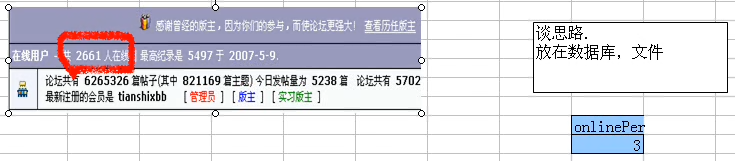 感谢曾经的版主，因为你们的参与，而使论坛更强大！ 查看历任版主
在线用户 - 共 2661 人在线 最高纪录是 5497 于 2007-5-9.
论坛共有 6265326 篇帖子(其中 821169 篇主题) 今日发帖量为 5238 篇 论坛共有 5702
最新注册的会员是 tianshixbb [ 管理员 ] [ 版主 ] [ 实习版主 ]
谈思路.
放在数据库，文件
onlinePer
3